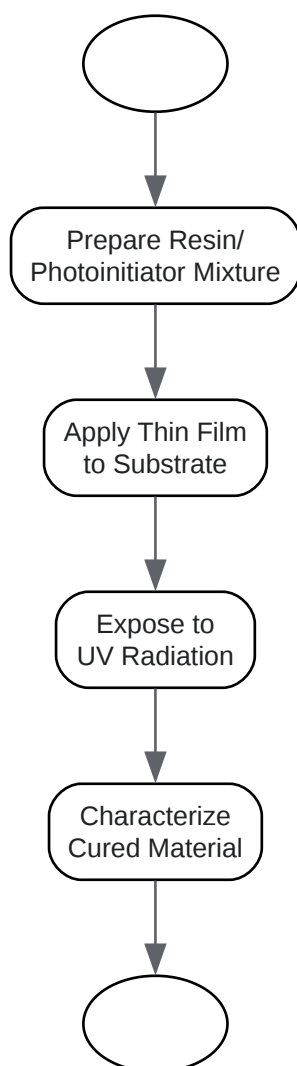 Prepare Resin/
Photoinitiator Mixture
Apply Thin Film
to Substrate
Expose to
UV Radiation
Characterize
Cured Material